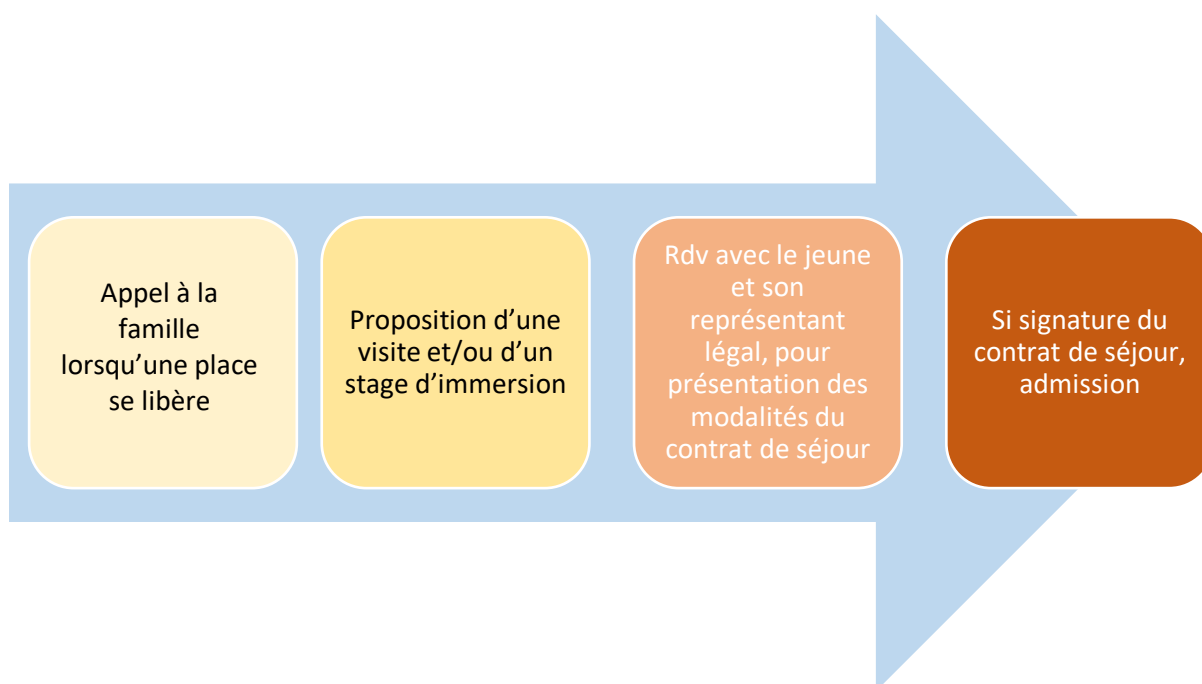 Appel à la
famille
lorsqu’une place
se libère
Proposition d’une
visite et/ou d’un
stage d’immersion
Rdv avec le jeune
et son
représentant
légal, pour
présentation des
modalités du
contrat de séjour
Si signature du
contrat de séjour,
admission